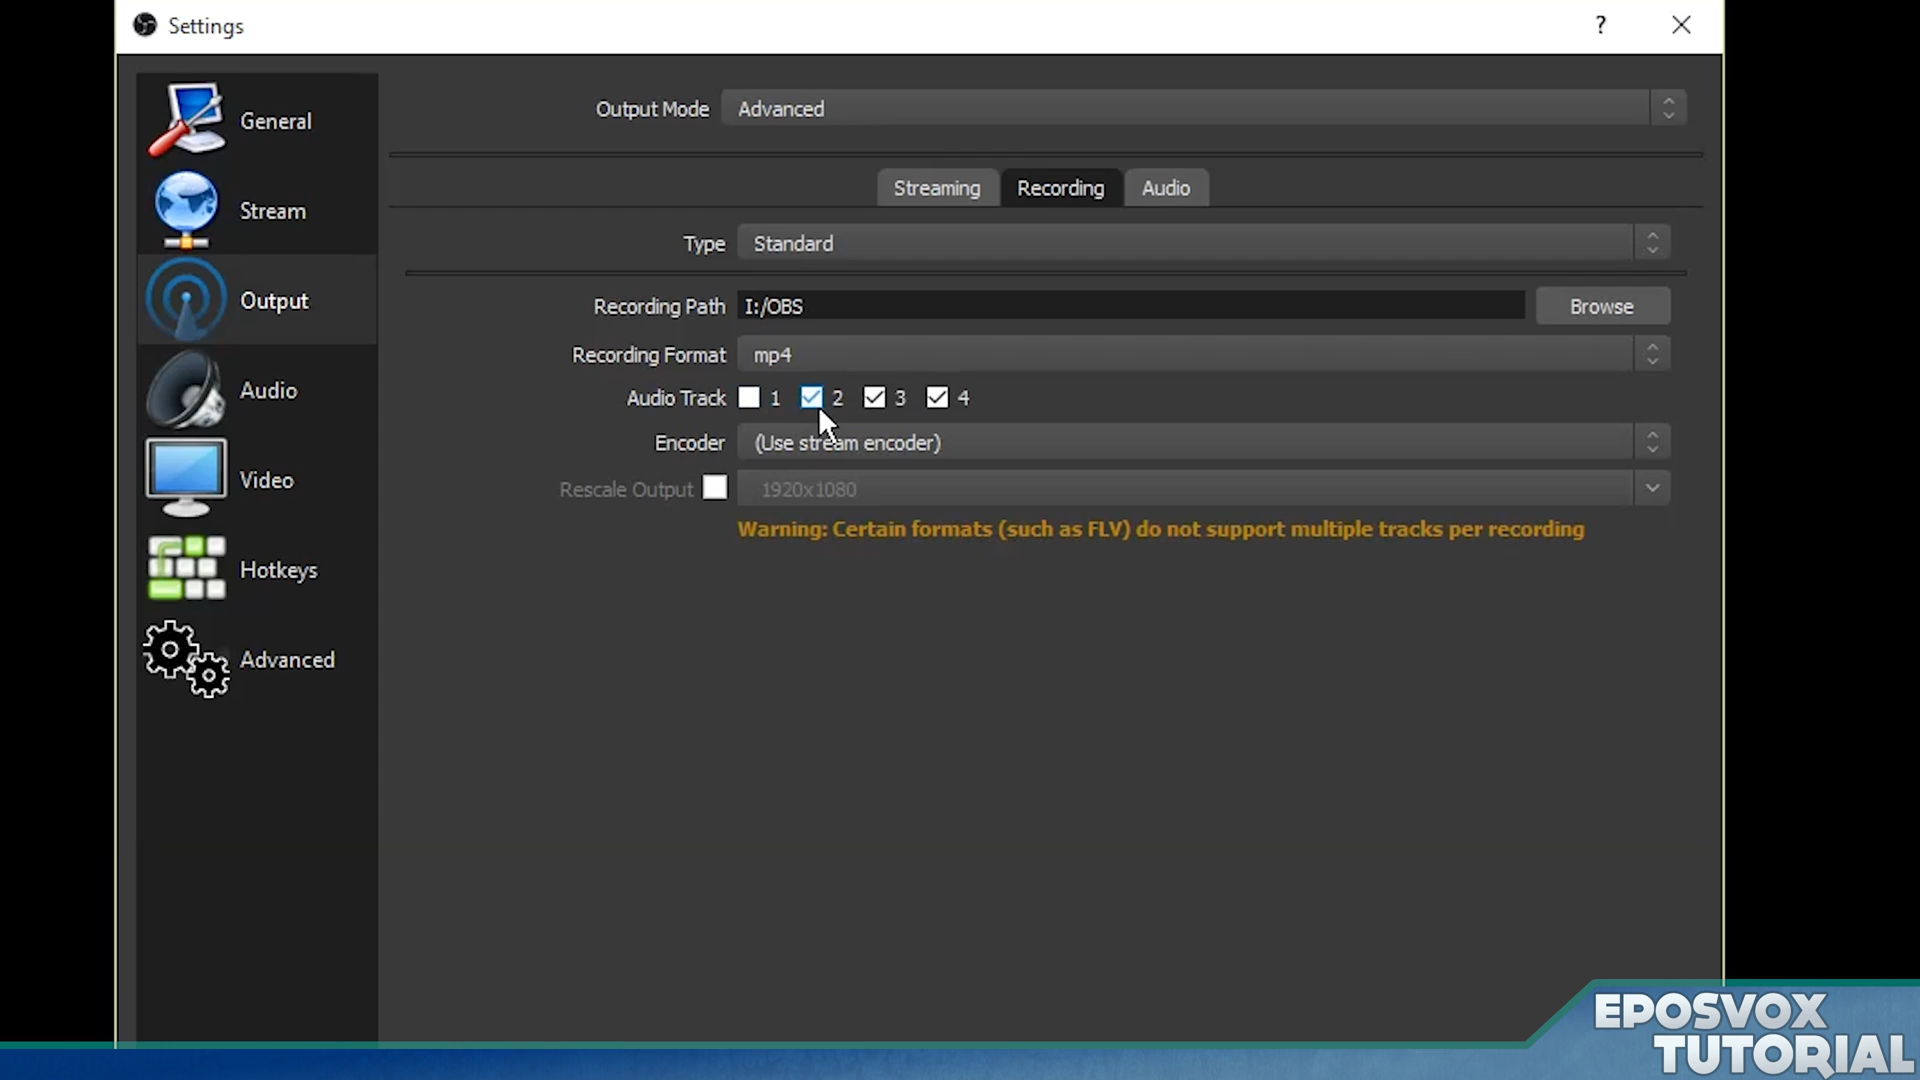 Settings
?
General
Stream
Output
Audio
Video
Hotkeys
Advanced
Output Mode Advanced
Streaming Recording Audio
Type Standard
Recording Path I:/OBS Browse
Recording Format mp4
Audio Track 1 2 3 4
Encoder (Use stream encoder)
Rescale Output 1920x1080
Warning: Certain formats (such as FLV) do not support multiple tracks per recording
EPOSVOX
TUTORIAL